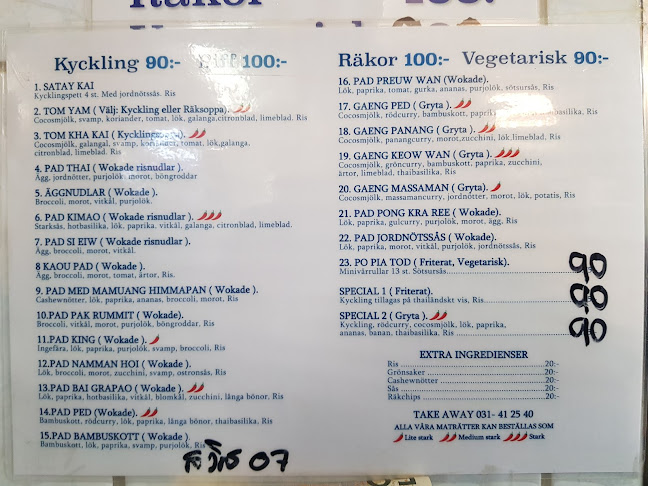 Kyckling 90:- Biff 100:-
1. SATAY KAI
Kycklingspett 4 st. Med jordnötssås. Ris
2. TOM YAM ( Välj: Kyckling eller Räksoppa).
Cocosmjölk, svamp, koriander, tomat, lök, galanga,citronblad, limeblad. Ris
3. TOM KHA KAI ( Kycklingsoppa).
Cocosmjölk, galangal, svamp, koriander, tomat, lök,galanga,
citronblad, limeblad. Ris
4. PAD THAI ( Wokade risnudlar ).
Ägg, jordnötter, purjolök, morot, böngroddar
5. ÄGGNUDLAR ( Wokade ).
Broccoli, morot, vitkål, purjolök.
6. PAD KIMAO ( Wokade risnudlar ).
Starksås, hotbasilika, lök, paprika, vitkål, galanga, citronblad, limeblad.
7. PAD SI EIW ( Wokade risnudlar ).
Ägg, broccoli, morot, vitkål.
8 KAOU PAD ( Wokade ).
Ägg, broccoli, morot, tomat, ärtor, Ris.
9. PAD MED MAMUANG HIMMAPAN ( Wokade ).
Cashewnötter, lök, paprika, ananas, broccoli, morot, Ris
10.PAD PAK RUMMIT ( Wokade).
Broccoli, vitkål, morot, purjolök, böngroddar, Ris
11.PAD KING ( Wokade ).
Ingefära, lök, paprika, purjolök, svamp, broccoli, Ris
12.PAD NAMMAN HOI ( Wokade ).
Lök, broccoli, morot, zucchini, svamp, ostronsås, Ris
13.PAD BAI GRAPAO ( Wokade ).
Lök, paprika, hotbasilika, vitkål, blomkål, zucchini, långa bönor, Ris
14.PAD PED (Wokade).
Bambuskott, rödcurry, lök, paprika, långa bönor, thaibasilika, Ris
15.PAD BAMBUSKOTT ( Wokade )
Bambuskott, lök, paprika, svamp, purjolök, Ris
07
Räkor 100:- Vegetarisk 90:-
16. PAD PREUW WAN (Wokade).
Lök, paprika, tomat, gurka, ananas, purjolök, sötsursås, Ris
17. GAENG PED ( Gryta ).
Cocosmjölk, rödcurry, bambuskott, paprika, thaibasilika, Ris
18. GAENG PANANG ( Gryta ).
Cocosmjölk, panangcurry, morot,zucchini, lök,limeblad. Ris
19. GAENG KEOW WAN ( Gryta ).
Cocosmjölk, gröncurry, bambuskott, paprika, zucchini,
ärtor, limeblad, thaibasilika, Ris
20. GAENG MASSAMAN ( Gryta).
Cocosmjölk, massamancurry, jordnötter, morot, lök, potatis, Ris
21. PAD PONG KRA REE ( Wokade).
Lök, paprika, gulcurry, purjolök, morot, ägg, Ris
22. PAD JORDNÖTSSÅS ( Wokade).
Lök, paprika, morot, vitkål, purjolök, jordnötssås, Ris
23. PO PIA TOD ( Friterat, Vegetarisk).
Minivårrullar 13 st. Sötsursås 90
SPECIAL 1 ( Friterat).
Kyckling tillagas på thailändskt vis, Ris 90
SPECIAL 2 ( Gryta ).
Kyckling, rödcurry, cocosmjölk, lök, paprika,
ananas, banan, thaibasilika, Ris 90
EXTRA INGREDIENSER
Ris 20:-
Grönsaker 20:-
Cashewnötter 20:-
Sås 20:-
Räkchips 20:-
TAKE AWAY 031- 41 25 40
ALLA VÅRA MATRÄTTER KAN BESTÄLLAS SOM
Lite stark Medium stark Stark